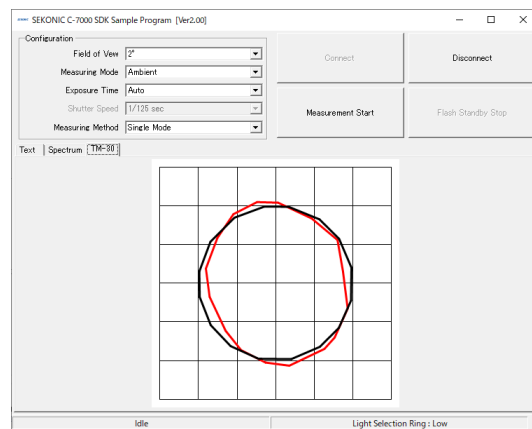 SEKONIC C-7000 SDK Sample Program [Ver2.00]
Configuration
Field of Vew 2°
Measuring Mode Ambient
Exposure Time Auto
Shutter Speed 1/125 sec
Measuring Method Single Mode
Connect
Disconnect
Measurement Start
Flash Standby Stop
Text Spectrum TM-30
Idle
Light Selection Ring : Low